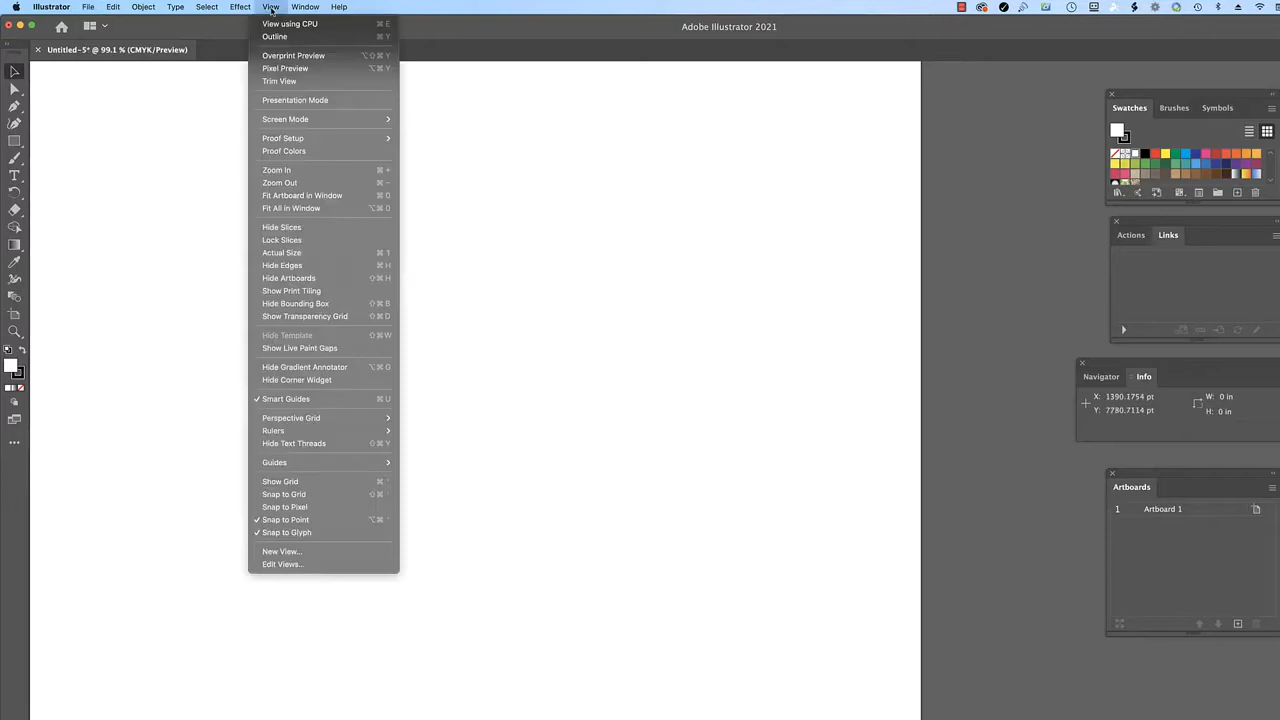 Illustrator File Edit Object Type Select Effect View Window Help
Adobe Illustrator 2021
Untitled-5* @ 99.1 % (CMYK/Preview)
View using CPU ⌘ E
Outline ⌘ Y
Overprint Preview ⌥⇧⌘ Y
Pixel Preview ⌥⌘ Y
Trim View
Presentation Mode
Screen Mode
Proof Setup
Proof Colors
Zoom In ⌘ +
Zoom Out ⌘ −
Fit Artboard in Window ⌘ 0
Fit All in Window ⌥⌘ 0
Hide Slices
Lock Slices
Actual Size ⌘ 1
Hide Edges ⌘ H
Hide Artboards ⇧⌘ H
Show Print Tiling
Hide Bounding Box ⇧⌘ B
Show Transparency Grid ⇧⌘ D
Hide Template ⇧⌘ W
Show Live Paint Gaps
Hide Gradient Annotator ⌥⌘ G
Hide Corner Widget
✓ Smart Guides ⌘ U
Perspective Grid
Rulers
Hide Text Threads ⇧⌘ Y
Guides
Show Grid ⌘ '
Snap to Grid ⇧⌘ '
Snap to Pixel
✓ Snap to Point ⌥⌘ '
✓ Snap to Glyph
New View...
Edit Views...
Swatches Brushes Symbols
Actions Links
Navigator Info
X: 1390.1754 pt W: 0 in
Y: 7780.7114 pt H: 0 in
Artboards
1 Artboard 1